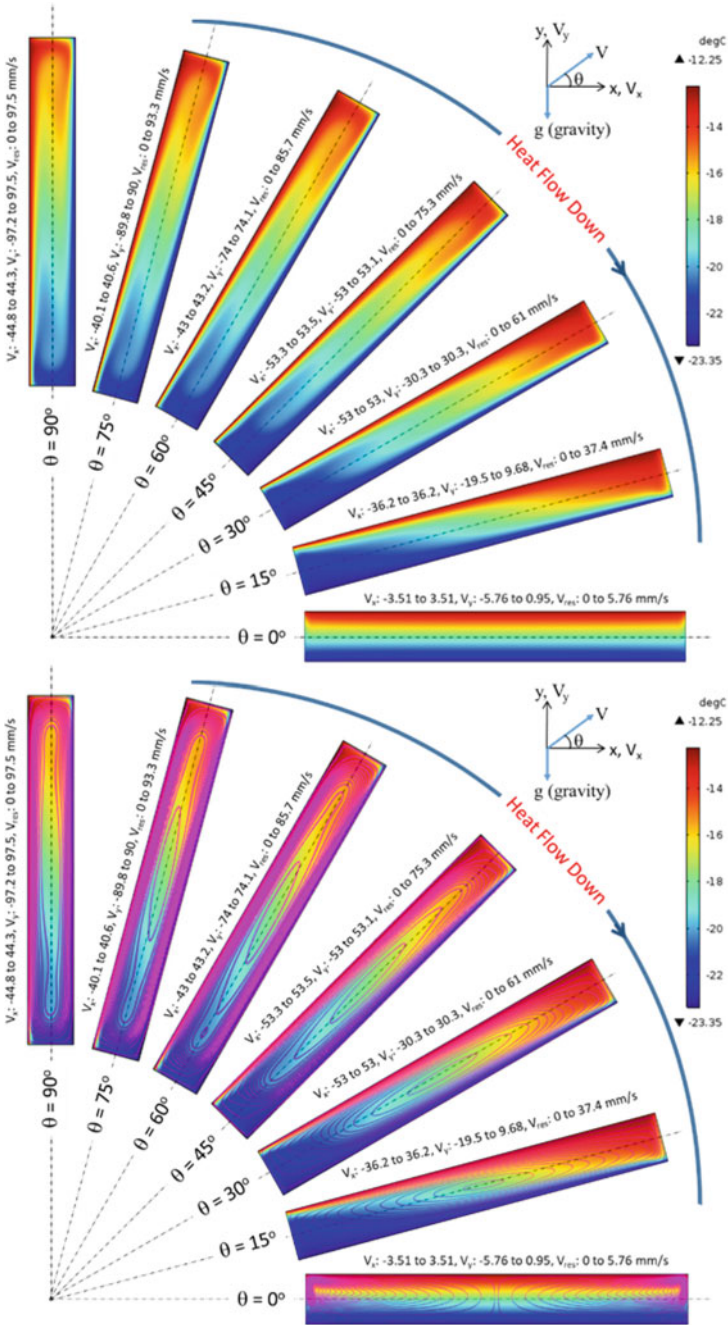 y, V_y
V
θ
x, V_x
g (gravity)
degC
▲ -12.25
-14
-16
-18
-20
-22
▼ -23.35
Heat Flow Down
V_x: -44.8 to 44.3, V_y: -97.2 to 97.5, V_res: 0 to 97.5 mm/s
V_x: -40.1 to 40.6, V_y: -89.8 to 90, V_res: 0 to 93.3 mm/s
V_x: -43 to 43.2, V_y: -74 to 74.1, V_res: 0 to 85.7 mm/s
V_x: -53.3 to 53.5, V_y: -53 to 53.1, V_res: 0 to 75.3 mm/s
V_x: -53 to 53, V_y: -30.3 to 30.3, V_res: 0 to 61 mm/s
V_x: -36.2 to 36.2, V_y: -19.5 to 9.68, V_res: 0 to 37.4 mm/s
V_x: -3.51 to 3.51, V_y: -5.76 to 0.95, V_res: 0 to 5.76 mm/s
θ = 90°
θ = 75°
θ = 60°
θ = 45°
θ = 30°
θ = 15°
θ = 0°
y, V_y
V
θ
x, V_x
g (gravity)
degC
▲ -12.25
-14
-16
-18
-20
-22
▼ -23.35
Heat Flow Down
V_x: -44.8 to 44.3, V_y: -97.2 to 97.5, V_res: 0 to 97.5 mm/s
V_x: -40.1 to 40.6, V_y: -89.8 to 90, V_res: 0 to 93.3 mm/s
V_x: -43 to 43.2, V_y: -74 to 74.1, V_res: 0 to 85.7 mm/s
V_x: -53.3 to 53.5, V_y: -53 to 53.1, V_res: 0 to 75.3 mm/s
V_x: -53 to 53, V_y: -30.3 to 30.3, V_res: 0 to 61 mm/s
V_x: -36.2 to 36.2, V_y: -19.5 to 9.68, V_res: 0 to 37.4 mm/s
V_x: -3.51 to 3.51, V_y: -5.76 to 0.95, V_res: 0 to 5.76 mm/s
θ = 90°
θ = 75°
θ = 60°
θ = 45°
θ = 30°
θ = 15°
θ = 0°